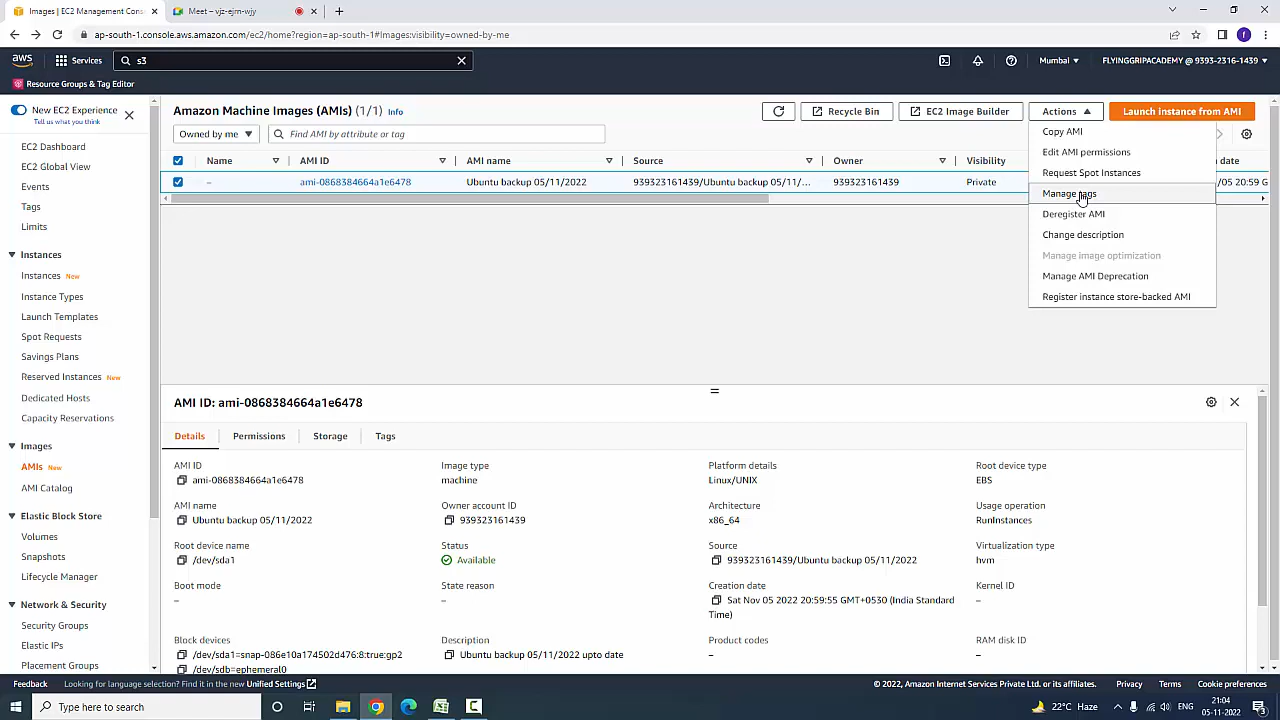 Images | EC2 Management Cons
Meet – vjz-ejrn-wjy
ap-south-1.console.aws.amazon.com/ec2/home?region=ap-south-1#Images:visibility=owned-by-me
f
aws
Services
s3
Mumbai
FLYINGGRIPACADEMY @ 9393-2316-1439
Resource Groups & Tag Editor
New EC2 Experience
Tell us what you think
EC2 Dashboard
EC2 Global View
Events
Tags
Limits
Instances
Instances New
Instance Types
Launch Templates
Spot Requests
Savings Plans
Reserved Instances New
Dedicated Hosts
Capacity Reservations
Images
AMIs New
AMI Catalog
Elastic Block Store
Volumes
Snapshots
Lifecycle Manager
Network & Security
Security Groups
Elastic IPs
Placement Groups
Amazon Machine Images (AMIs) (1/1) Info
Recycle Bin
EC2 Image Builder
Actions
Launch instance from AMI
Owned by me
Find AMI by attribute or tag
Name AMI ID AMI name Source Owner Visibility date
– ami-0868384664a1e6478 Ubuntu backup 05/11/2022 939323161439/Ubuntu backup 05/11/... 939323161439 Private /05 20:59 G
Copy AMI
Edit AMI permissions
Request Spot Instances
Manage tags
Deregister AMI
Change description
Manage image optimization
Manage AMI Deprecation
Register instance store-backed AMI
AMI ID: ami-0868384664a1e6478
Details Permissions Storage Tags
AMI ID Image type Platform details Root device type
ami-0868384664a1e6478 machine Linux/UNIX EBS
AMI name Owner account ID Architecture Usage operation
Ubuntu backup 05/11/2022 939323161439 x86_64 RunInstances
Root device name Status Source Virtualization type
/dev/sda1 Available 939323161439/Ubuntu backup 05/11/2022 hvm
Boot mode State reason Creation date Kernel ID
– – Sat Nov 05 2022 20:59:55 GMT+0530 (India Standard –
Time)
Block devices Description Product codes RAM disk ID
/dev/sda1=snap-086e10a174502d476:8:true:gp2 Ubuntu backup 05/11/2022 upto date – –
/dev/sdb=ephemeral0
Feedback Looking for language selection? Find it in the new Unified Settings
© 2022, Amazon Internet Services Private Ltd. or its affiliates. Privacy Terms Cookie preferences
Type here to search
22°C Haze
ENG
21:04
05-11-2022
3